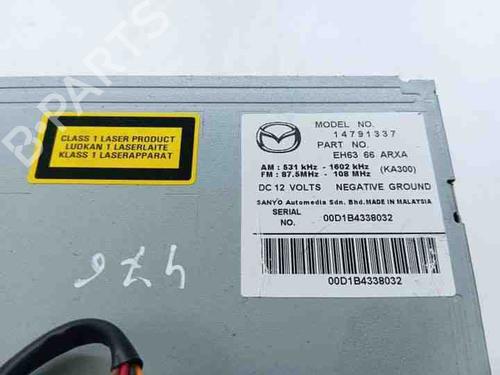 B-PARTS
CLASS 1 LASER PRODUCT
LUOKAN 1 LASERLAITE
KLASS 1 LASERAPPARAT
MODEL NO.
14791337
PART NO.
EH63 66 ARXA
AM : 531 kHz - 1602 kHz
FM : 87.5MHz - 108 MHz
(KA300)
DC 12 VOLTS NEGATIVE GROUND
SANYO Automedia Sdn. Bhd. MADE IN MALAYSIA
SERIAL
NO.
00D1B4338032
00D1B4338032
476